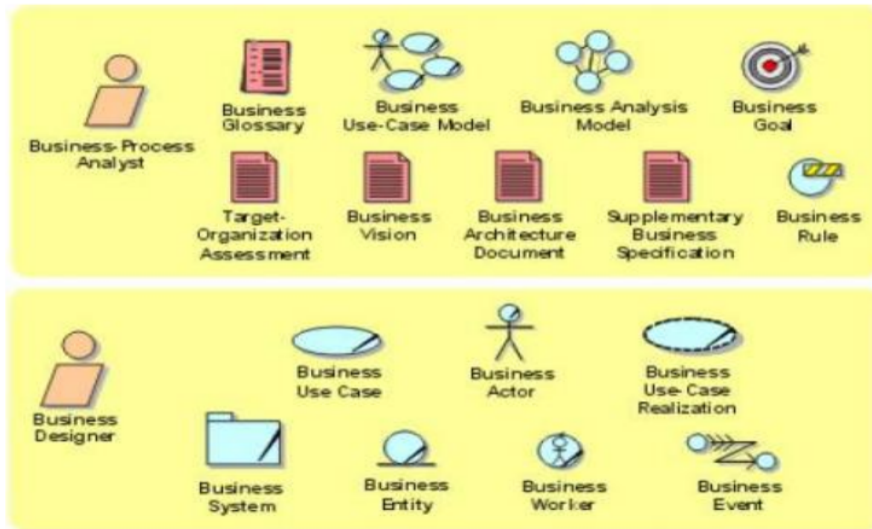 Business-Process
Analyst
Business
Glossary
Business
Use-Case Model
Business Analysis
Model
Business
Goal
Target-
Organization
Assessment
Business
Vision
Business
Architecture
Document
Supplementary
Business
Specification
Business
Rule
Business
Designer
Business
Use Case
Business
Actor
Business
Use-Case
Realization
Business
System
Business
Entity
Business
Worker
Business
Event